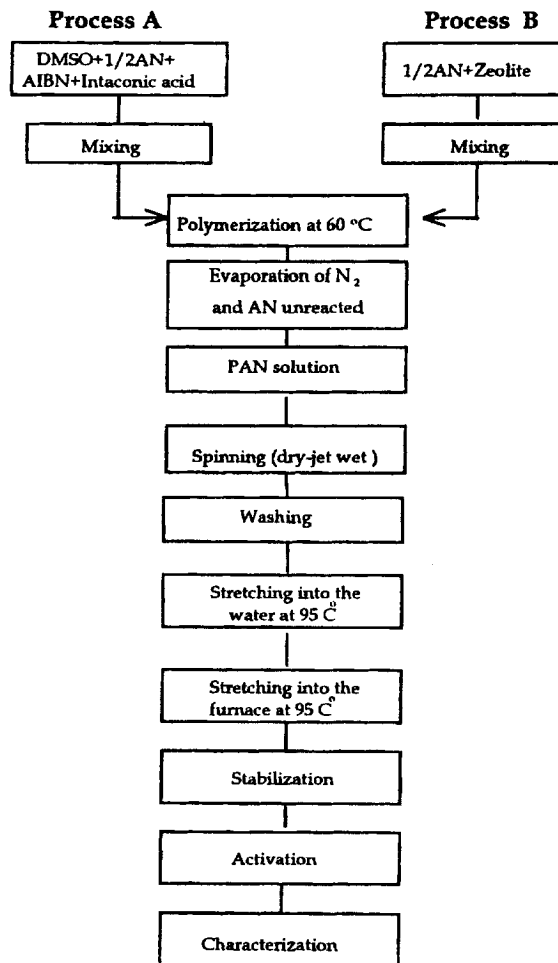 Process A
Process B
DMSO+1/2AN+
AIBN+Intaconic acid
1/2AN+Zeolite
Mixing
Mixing
Polymerization at 60 °C
Evaporation of N2
and AN unreacted
PAN solution
Spinning (dry-jet wet )
Washing
Stretching into the
water at 95 C°
Stretching into the
furnace at 95 C°
Stabilization
Activation
Characterization